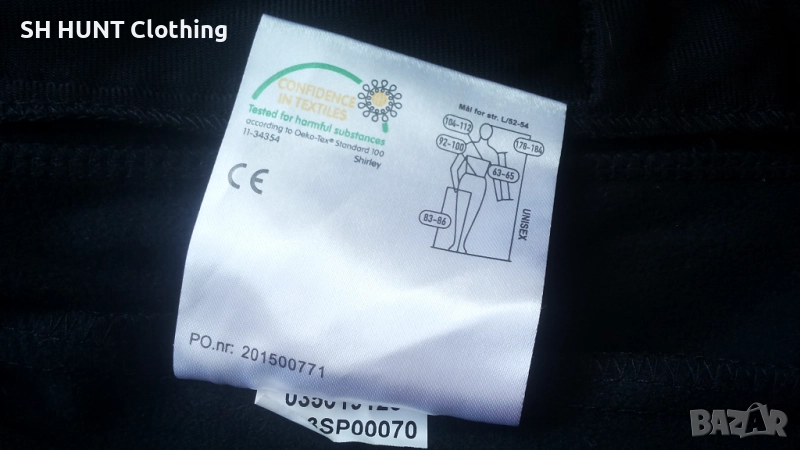 SH HUNT Clothing
CONFIDENCE
IN TEXTILES
Tested for harmful substances
according to Oeko-Tex® Standard 100
11-34354
Shirley
CE
Mål for str. L/52-54
104-112
178-184
92-100
63-65
83-86
UNISEX
PO.nr: 201500771
3SP00070
BAZAR